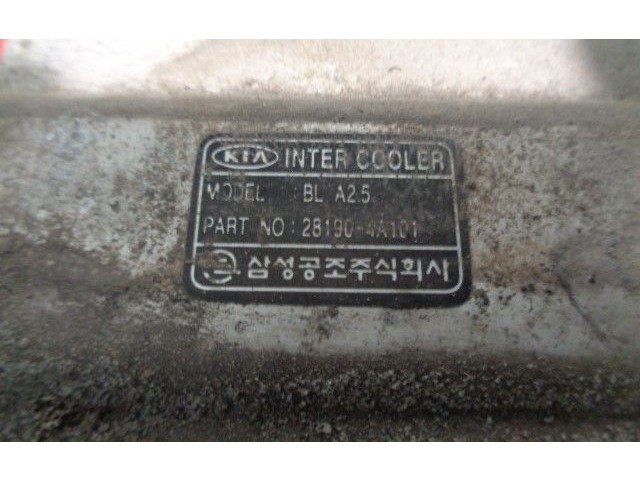 KIA INTER COOLER
MODEL : BL A2.5
PART NO : 28190-4A101
삼성공조주식회사